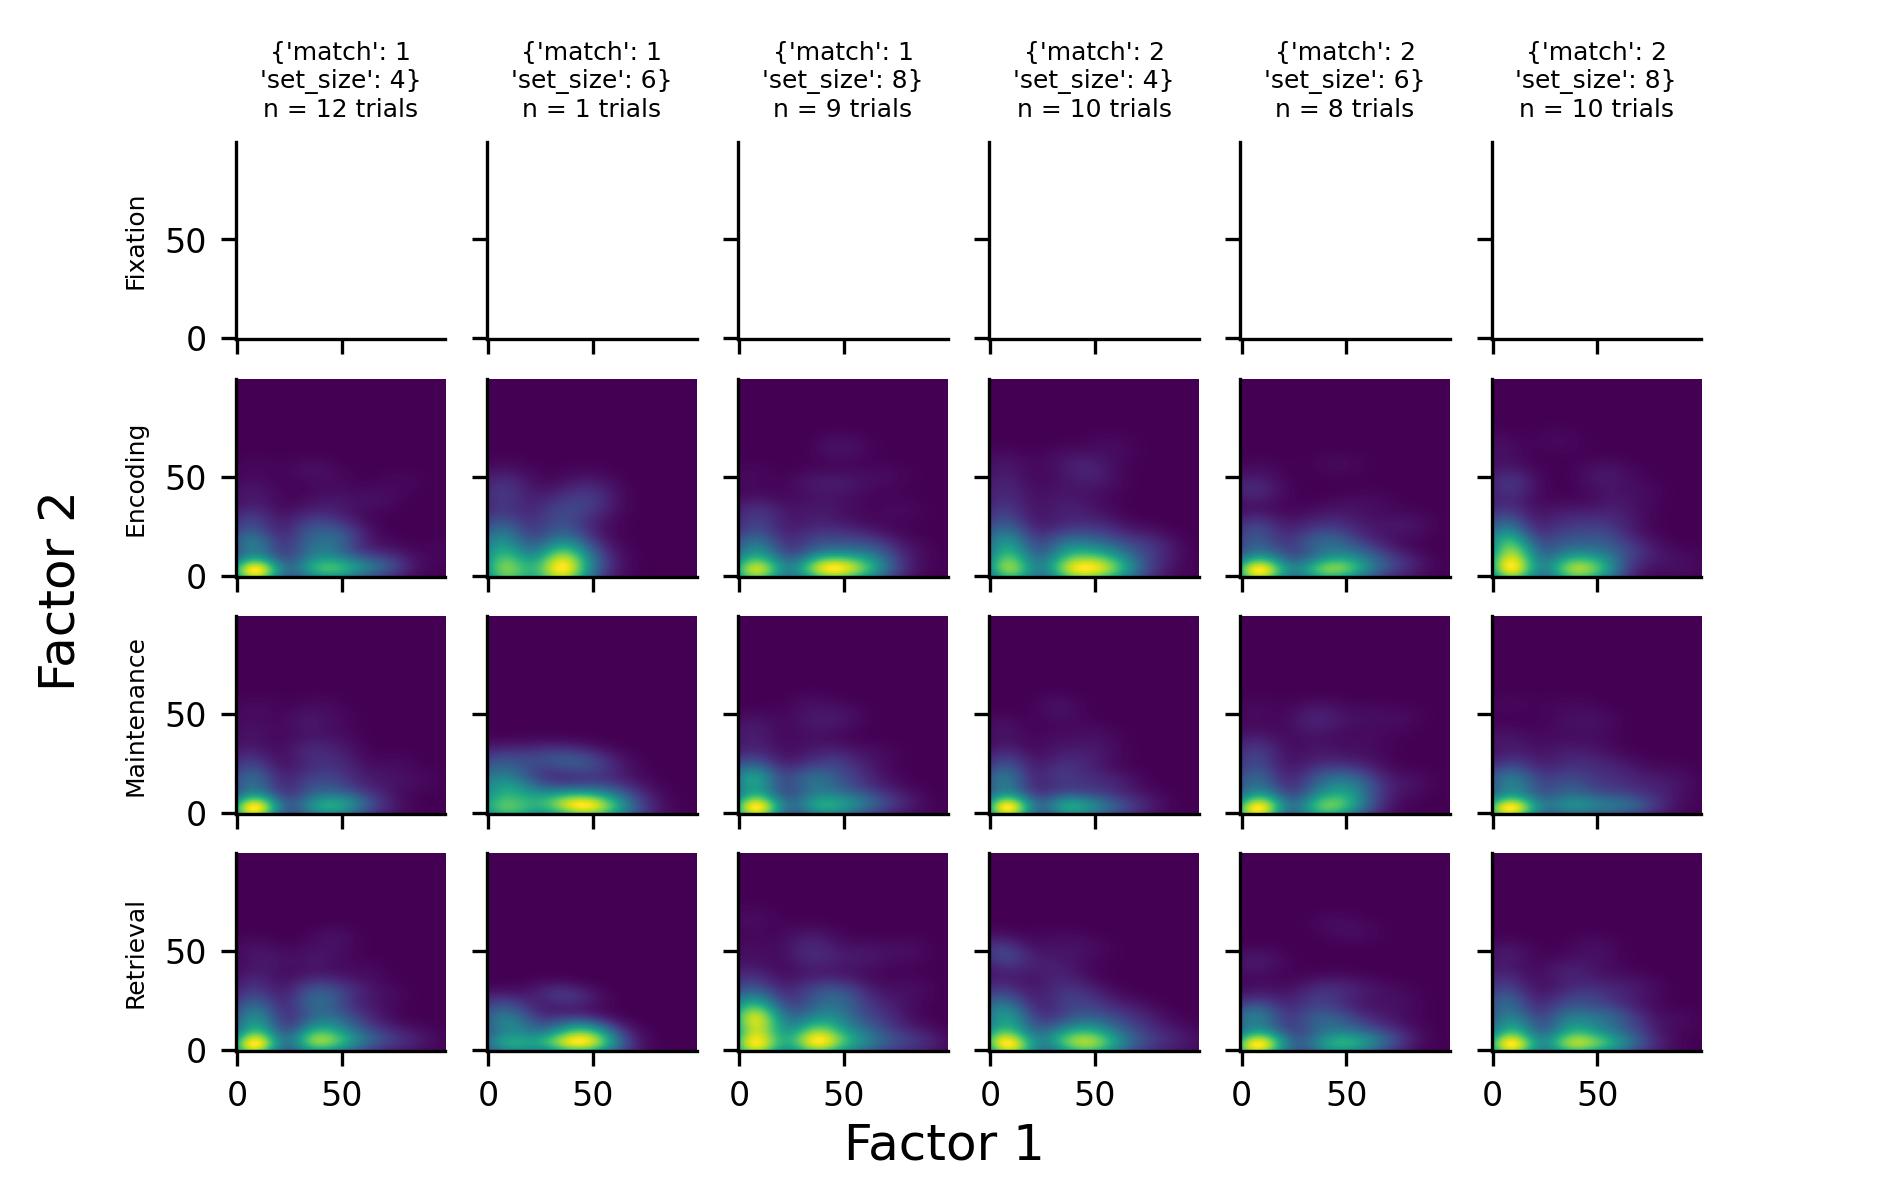 {'match': 1
'set_size': 4}
n = 12 trials
{'match': 1
'set_size': 6}
n = 1 trials
{'match': 1
'set_size': 8}
n = 9 trials
{'match': 2
'set_size': 4}
n = 10 trials
{'match': 2
'set_size': 6}
n = 8 trials
{'match': 2
'set_size': 8}
n = 10 trials
Factor 2
Fixation
50
0
Encoding
50
0
Maintenance
50
0
Retrieval
50
0
0 50 0 50 0 50 0 50 0 50 0 50
Factor 1